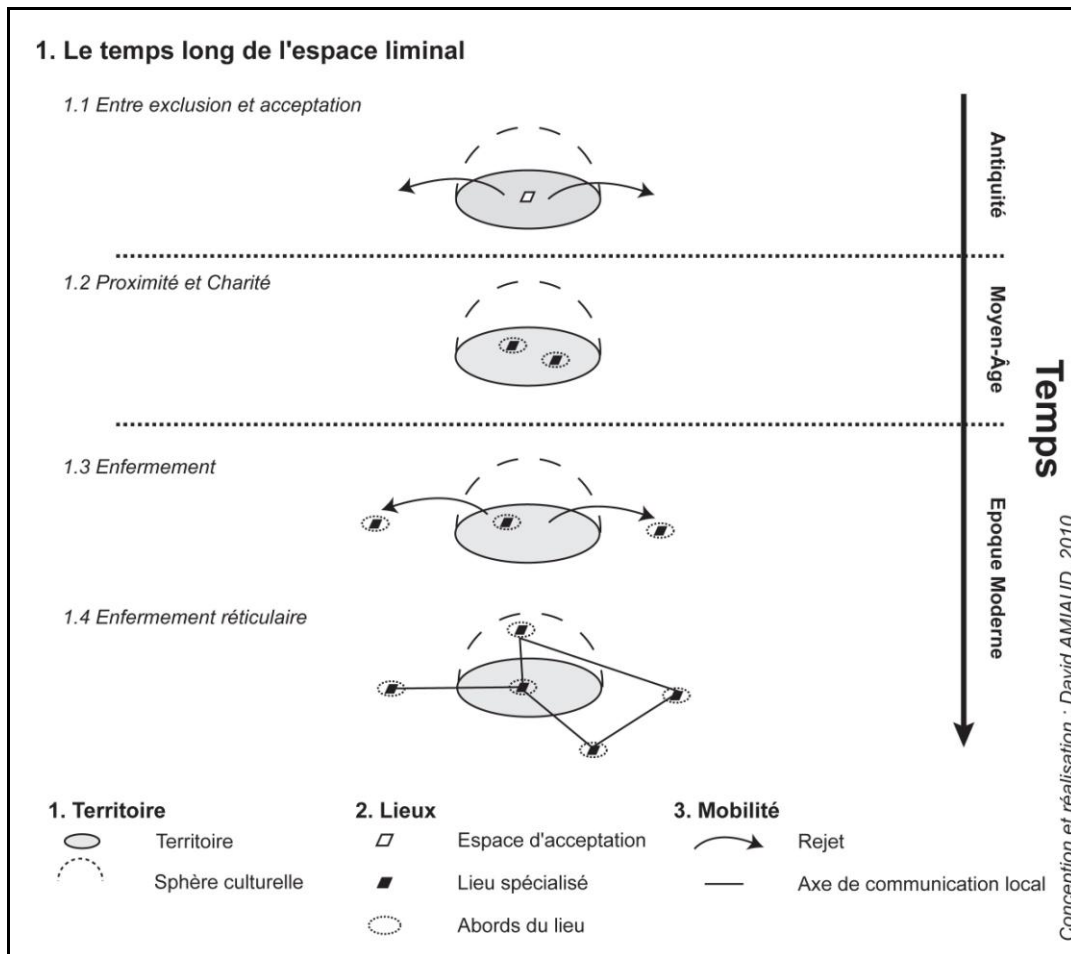 1. Le temps long de l'espace liminal
1.1 Entre exclusion et acceptation
Antiquité
1.2 Proximité et Charité
Moyen-Âge
Temps
1.3 Enfermement
Epoque Moderne
1.4 Enfermement réticulaire
1. Territoire
Territoire
Sphère culturelle
2. Lieux
Espace d'acceptation
Lieu spécialisé
Abords du lieu
3. Mobilité
Rejet
Axe de communication local
Conception et réalisation : David AMIAUD, 2010